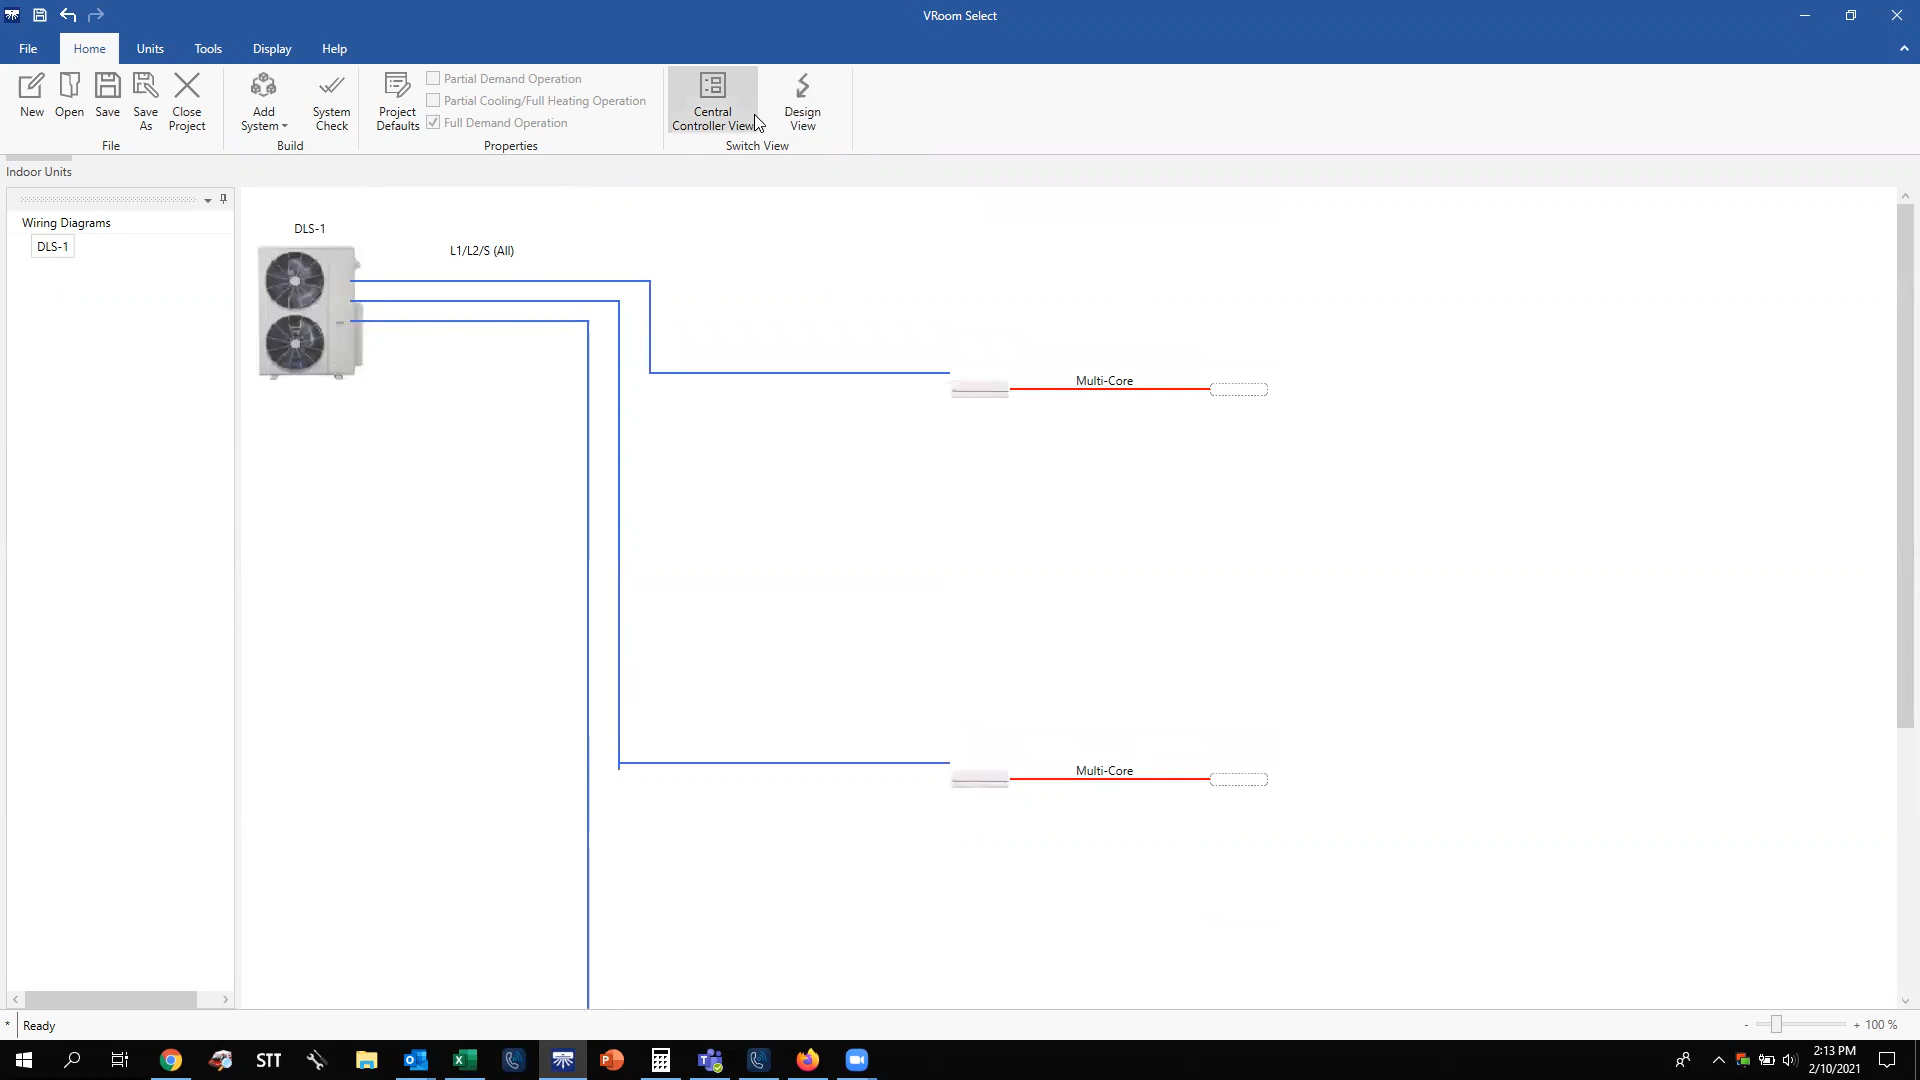 VRoom Select
File
Home
Units
Tools
Display
Help
New
Open
Save
Save
As
Close
Project
File
Add
System
System
Check
Build
Project
Defaults
Partial Demand Operation
Partial Cooling/Full Heating Operation
Full Demand Operation
Properties
Central
Controller View
Design
View
Switch View
Indoor Units
Wiring Diagrams
DLS-1
DLS-1
L1/L2/S (All)
Multi-Core
Multi-Core
* Ready
- + 100 %
STT
2:13 PM
2/10/2021